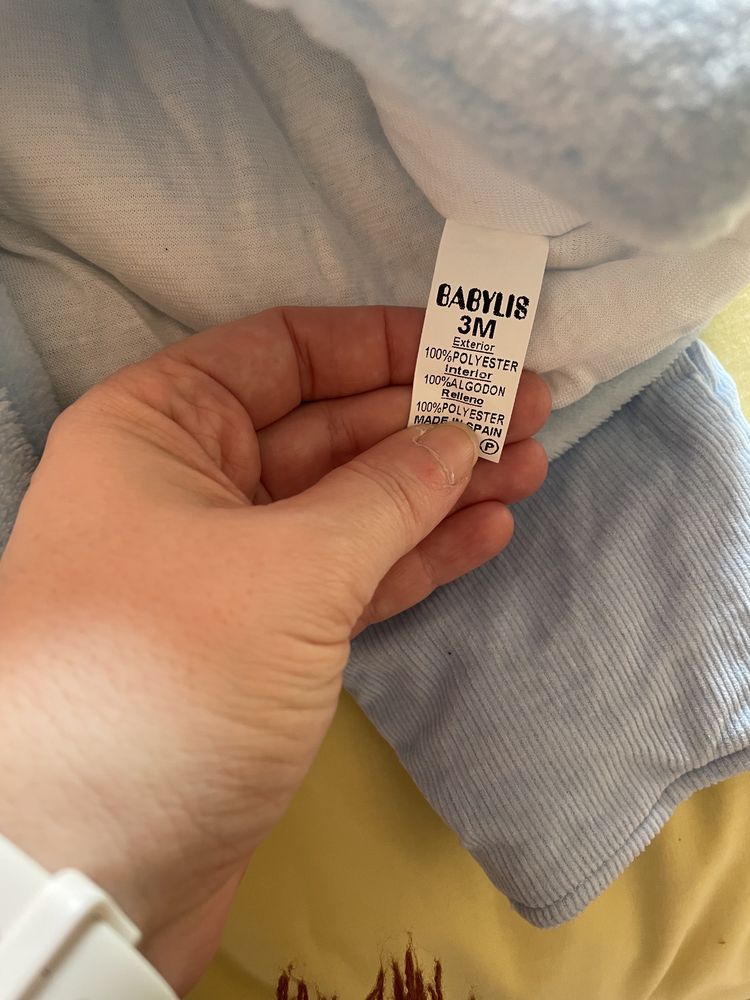 BABYLIS
3M
Exterior
100%POLYESTER
Interior
100%ALGODON
Relleno
100%POLYESTER
MADE IN SPAIN
P